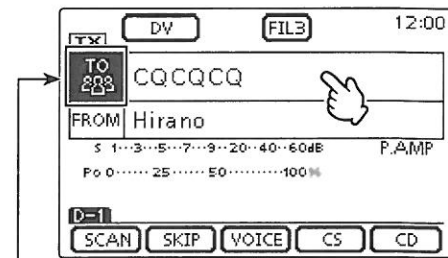 DV FIL3 12:00
TX
TO CQCQCQ
FROM Hirano
S 1··3··5··7··9··20··40··60dB P.AMP
Po 0······25······50·········100%
D-1
SCAN SKIP VOICE CS CD